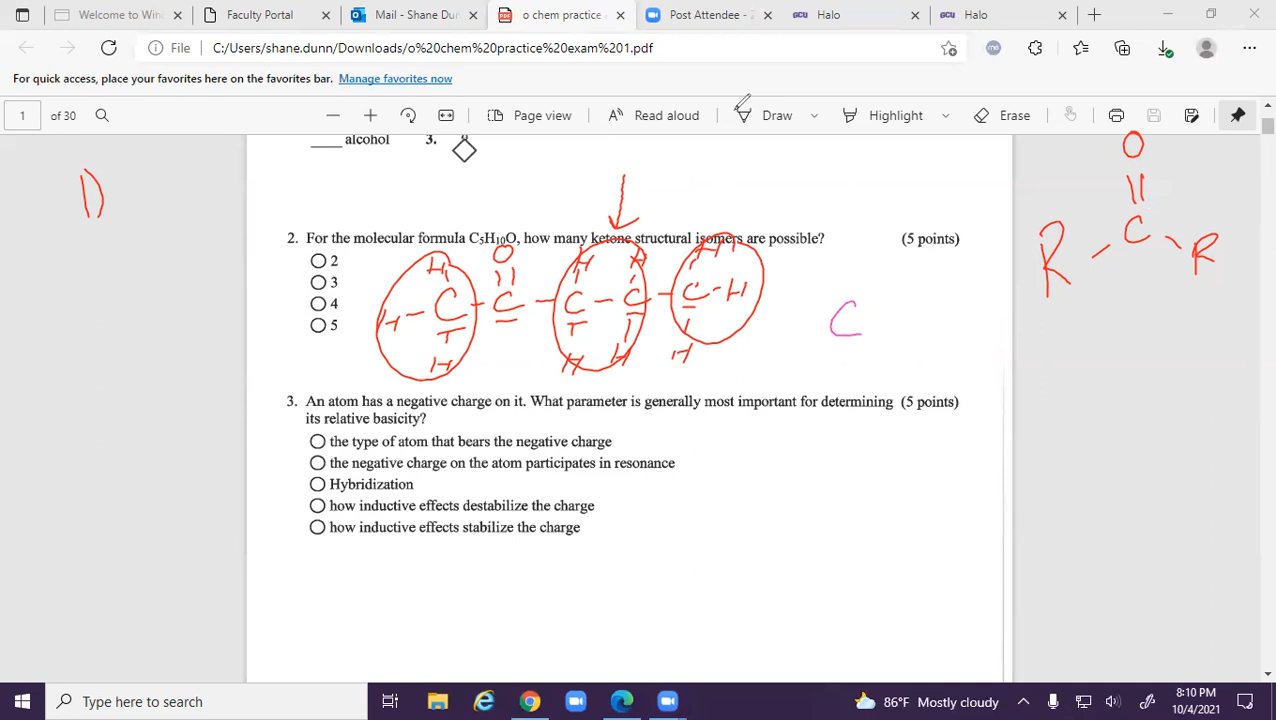 Welcome to Win
Faculty Portal
Mail - Shane Dun
o chem practice e
Post Attendee - Z
GCU Halo
GCU Halo
File C:/Users/shane.dunn/Downloads/o%20chem%20practice%20exam%201.pdf
For quick access, place your favorites here on the favorites bar. Manage favorites now
1 of 30 Page view Read aloud Draw Highlight Erase
____ alcohol 3.
D
O
C
R R
2. For the molecular formula C₅H₁₀O, how many ketone structural isomers are possible? (5 points)
2
3
4
5
H O H H H
H C C C C C H
H H H H
C
3. An atom has a negative charge on it. What parameter is generally most important for determining (5 points)
its relative basicity?
the type of atom that bears the negative charge
the negative charge on the atom participates in resonance
Hybridization
how inductive effects destabilize the charge
how inductive effects stabilize the charge
Type here to search
86°F Mostly cloudy
8:10 PM
10/4/2021